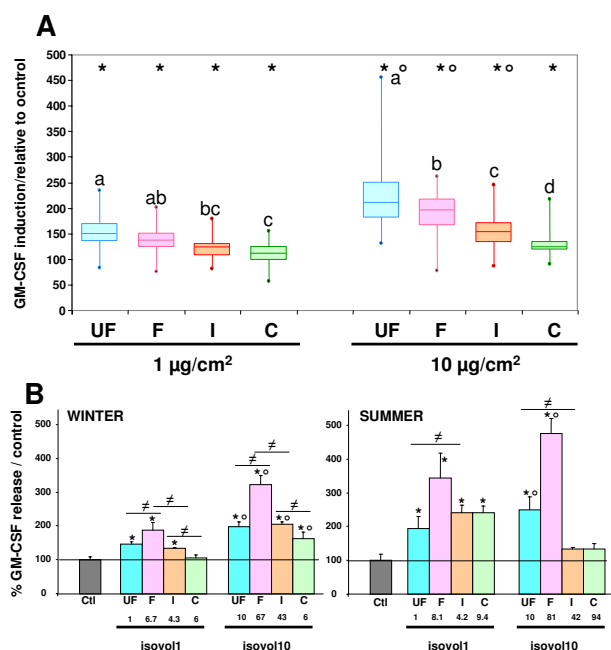 A
GM-CSF induction/relative to ocntrol
500
450
400
350
300
250
200
150
100
50
0
* * * * *° *° *° *
a ab bc c a b c d
UF F I C UF F I C
1 µg/cm² 10 µg/cm²
B
% GM-CSF release / control
WINTER
500
400
300
200
100
0
≠ ≠
≠ ≠ ≠
≠
* * * *° *° *° *°
Ctl UF F I C UF F I C
1 6.7 4.3 6 10 67 43 6
isovol1 isovol10
SUMMER
500
400
300
200
100
0
≠ ≠
* * * * *° *°
Ctl UF F I C UF F I C
1 8.1 4.2 9.4 10 81 42 94
isovol1 isovol10